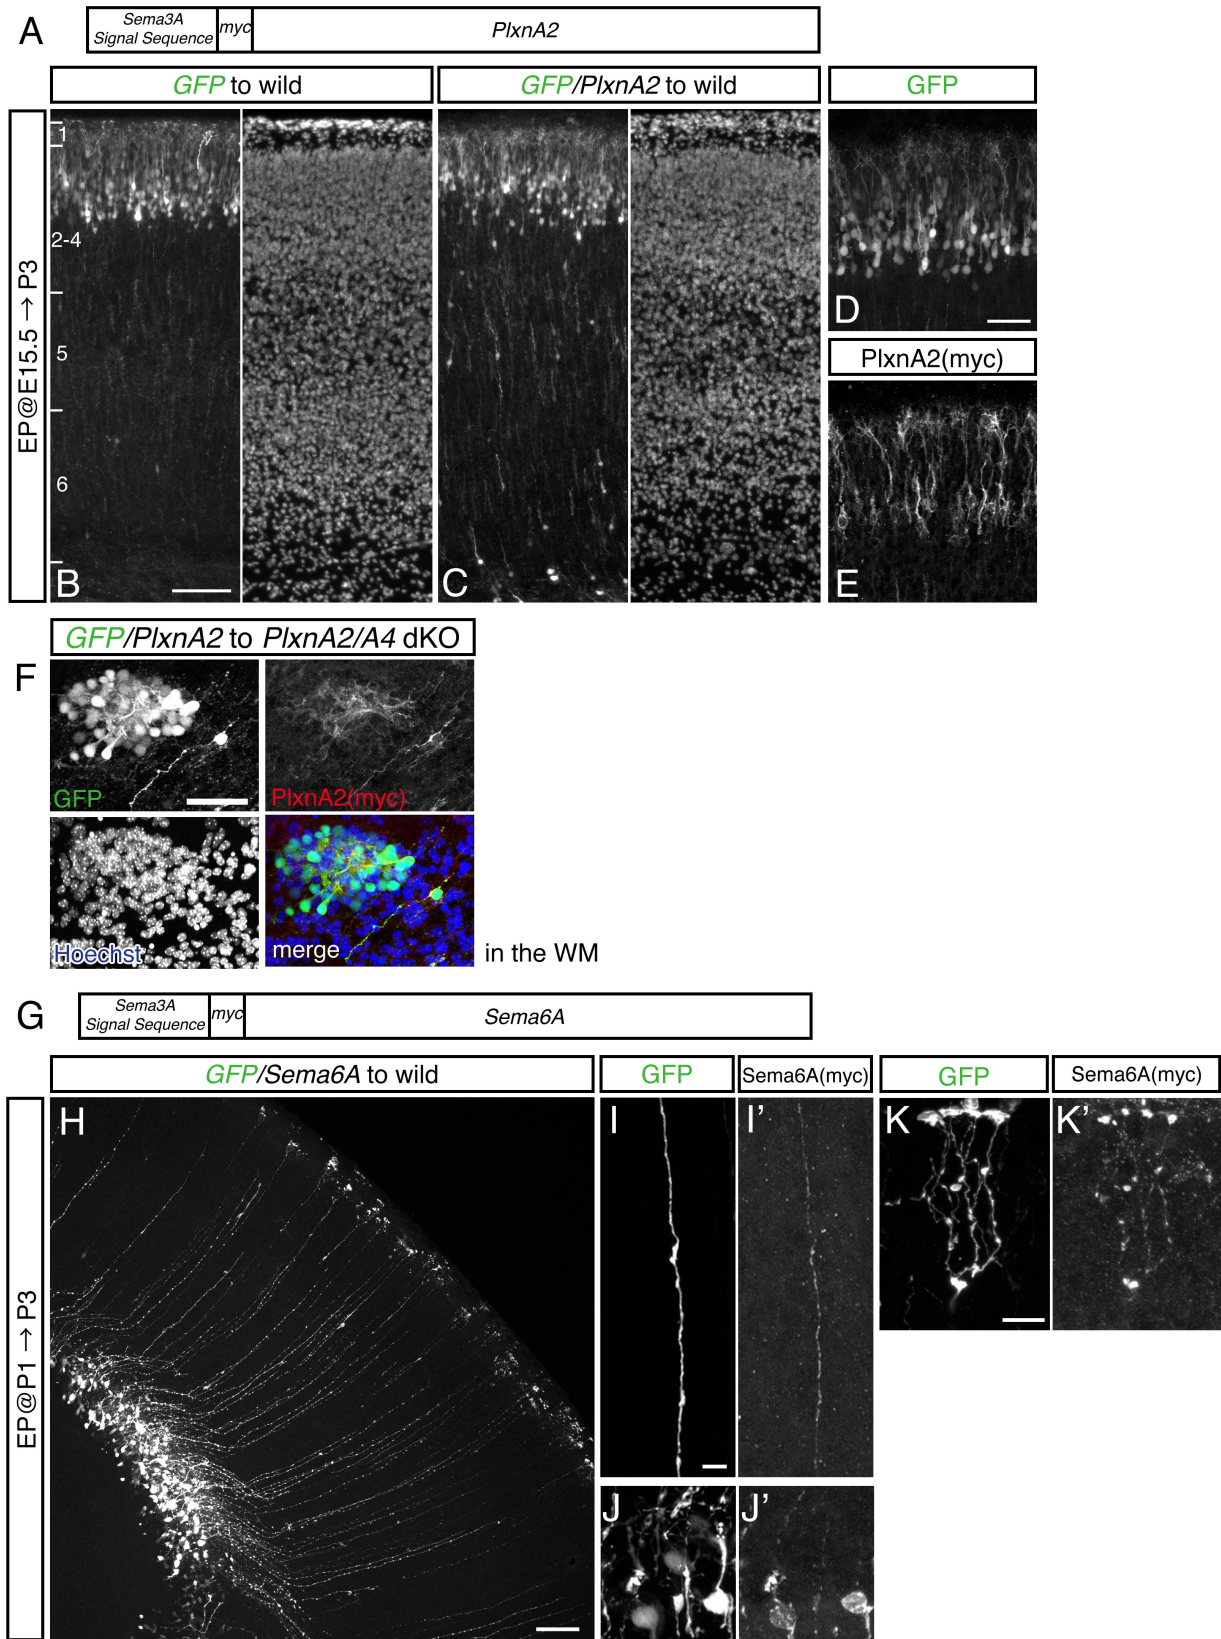 A
Sema3A
Signal Sequence
myc
PlxnA2
GFP to wild
GFP/PlxnA2 to wild
GFP
EP@E15.5 → P3
1
2-4
5
6
B
C
D
PlxnA2(myc)
E
GFP/PlxnA2 to PlxnA2/A4 dKO
F
GFP
PlxnA2(myc)
Hoechst
merge
in the WM
G
Sema3A
Signal Sequence
myc
Sema6A
GFP/Sema6A to wild
GFP
Sema6A(myc)
GFP
Sema6A(myc)
EP@P1 → P3
H
I
I’
K
K’
J
J’